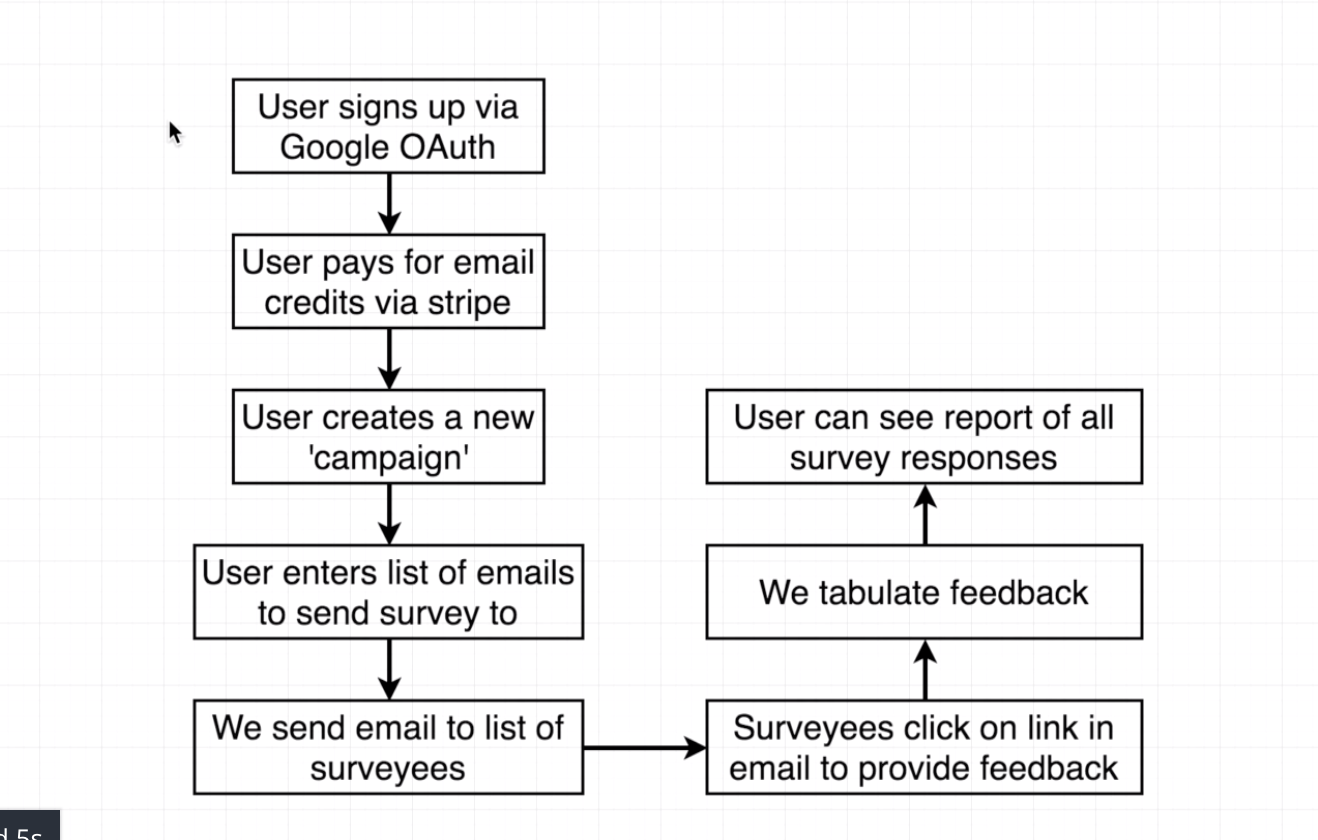 User signs up via
Google OAuth
User pays for email
credits via stripe
User creates a new
'campaign'
User enters list of emails
to send survey to
We send email to list of
surveyees
Surveyees click on link in
email to provide feedback
We tabulate feedback
User can see report of all
survey responses
5s